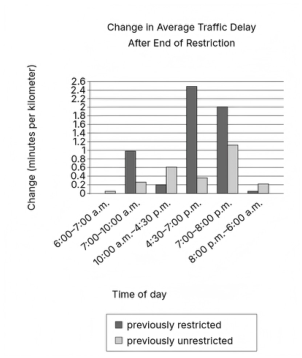 Change in Average Traffic Delay
After End of Restriction
Change (minutes per kilometer)
2.6
2.4
2.2
2
1.8
1.6
1.4
1.2
1
0.8
0.6
0.4
0.2
0
6:00–7:00 a.m.
7:00–10:00 a.m.
10:00 a.m.–4:30 p.m.
4:30–7:00 p.m.
7:00–8:00 p.m.
8:00 p.m.–6:00 a.m.
Time of day
previously restricted
previously unrestricted